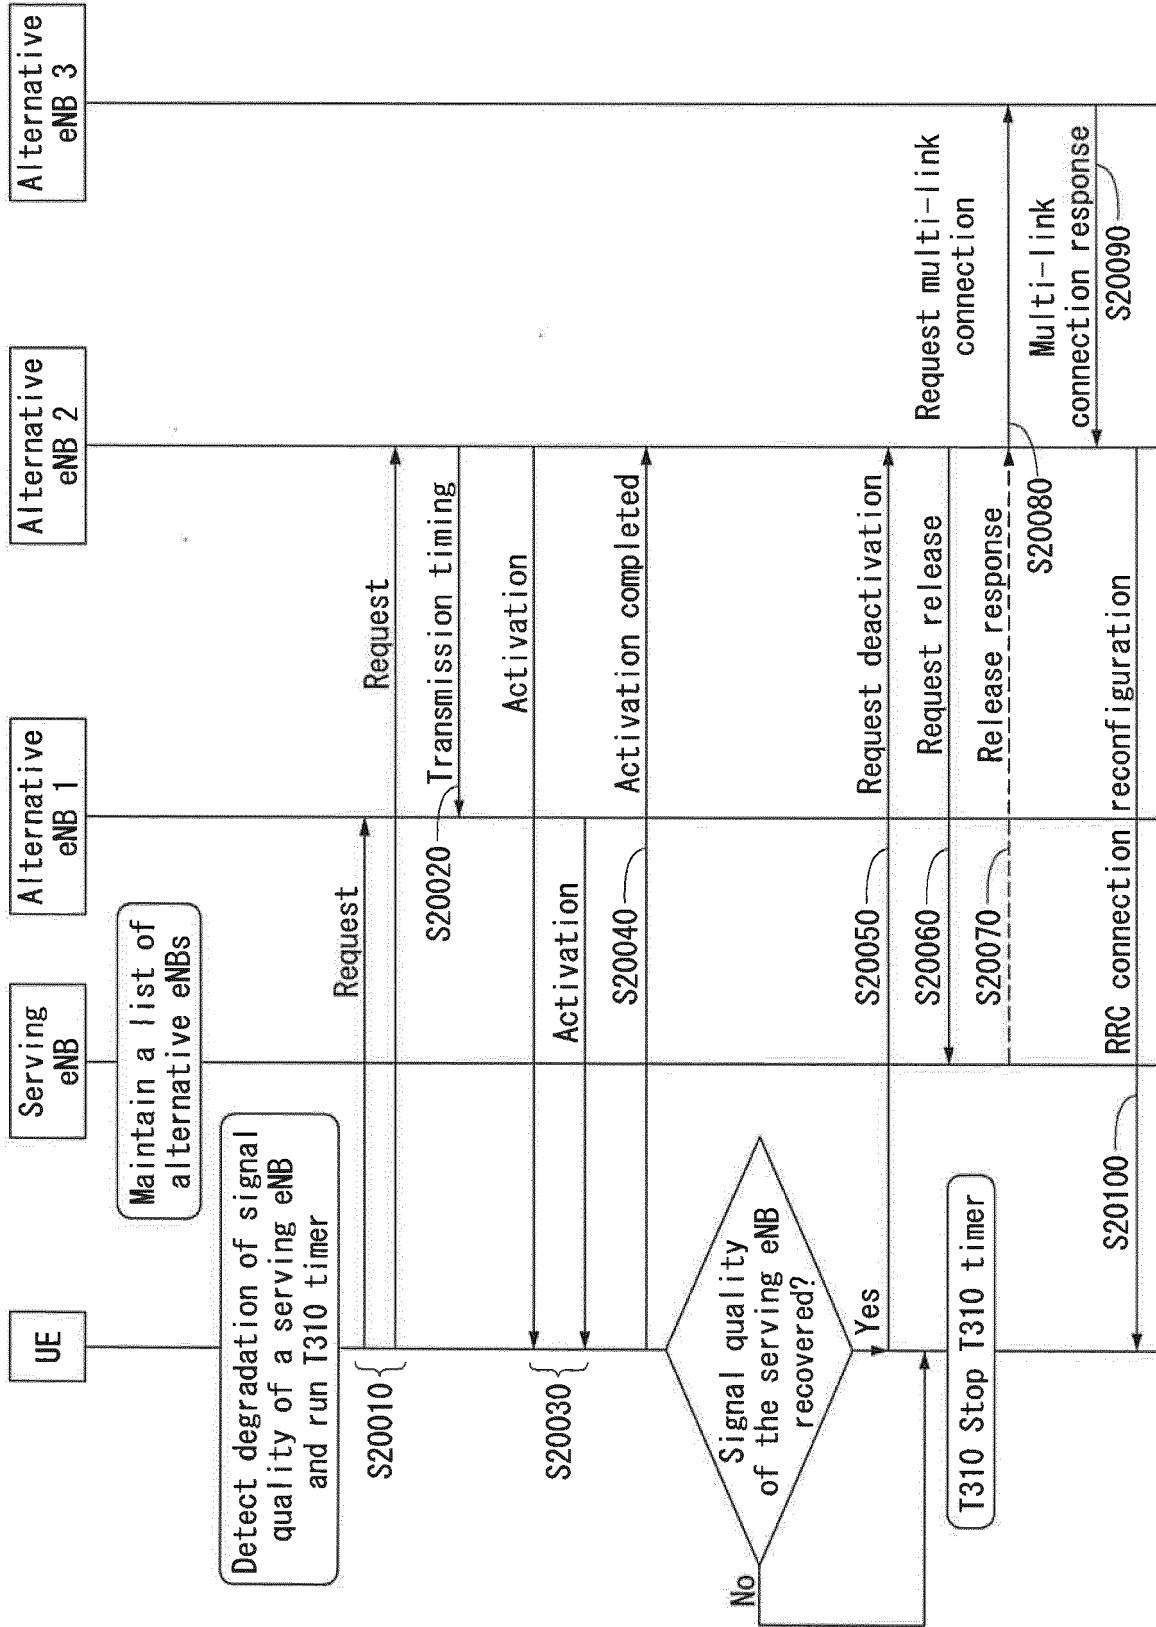 UE
Serving
eNB
Alternative
eNB 1
Alternative
eNB 2
Alternative
eNB 3
Maintain a list of
alternative eNBs
Detect degradation of signal
quality of a serving eNB
and run T310 timer
S20010
Request
Request
S20020
Transmission timing
S20030
Activation
Activation
S20040
Activation completed
Signal quality
of the serving eNB
recovered?
No
Yes
S20050
Request deactivation
T310 Stop T310 timer
S20060
Request release
S20070
Release response
S20080
Request multi-link
connection
Multi-link
connection response
S20090
S20100
RRC connection reconfiguration